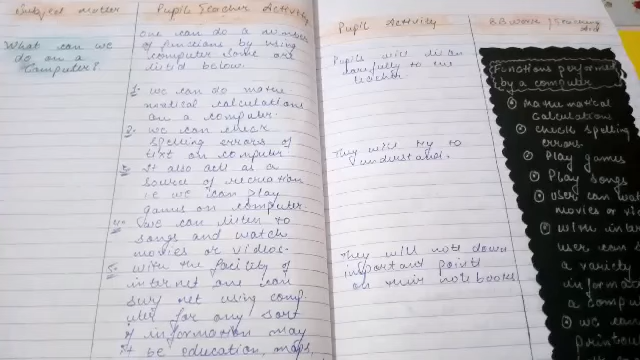 Subject matter
What can we
do on a
Computer?
Pupil Teacher Activity
one can do a number
of functions by using
computer some are
listed below.
1. we can do mathe
matical calculations
on a computer.
2. we can check
spelling errors of
text on computer
3. It also act as a
source of recreation
i.e we can play
games on computer.
4. we can listen to
songs and watch
movies or videos.
5. with the facility of
internet one can
surf net using comp
uter for any sort
of information may
it be education, maps,
Pupil Activity
Pupils will listen
carefully to the
teacher
They will try to
understand.
They will note down
important points
on their notebooks
BB Work / Teaching
Aid
Functions performed
by a computer
Mathematical
calculations
Check spelling
errors.
Play games
Play songs
User can
movies or
With
user can
a variety
a
We can